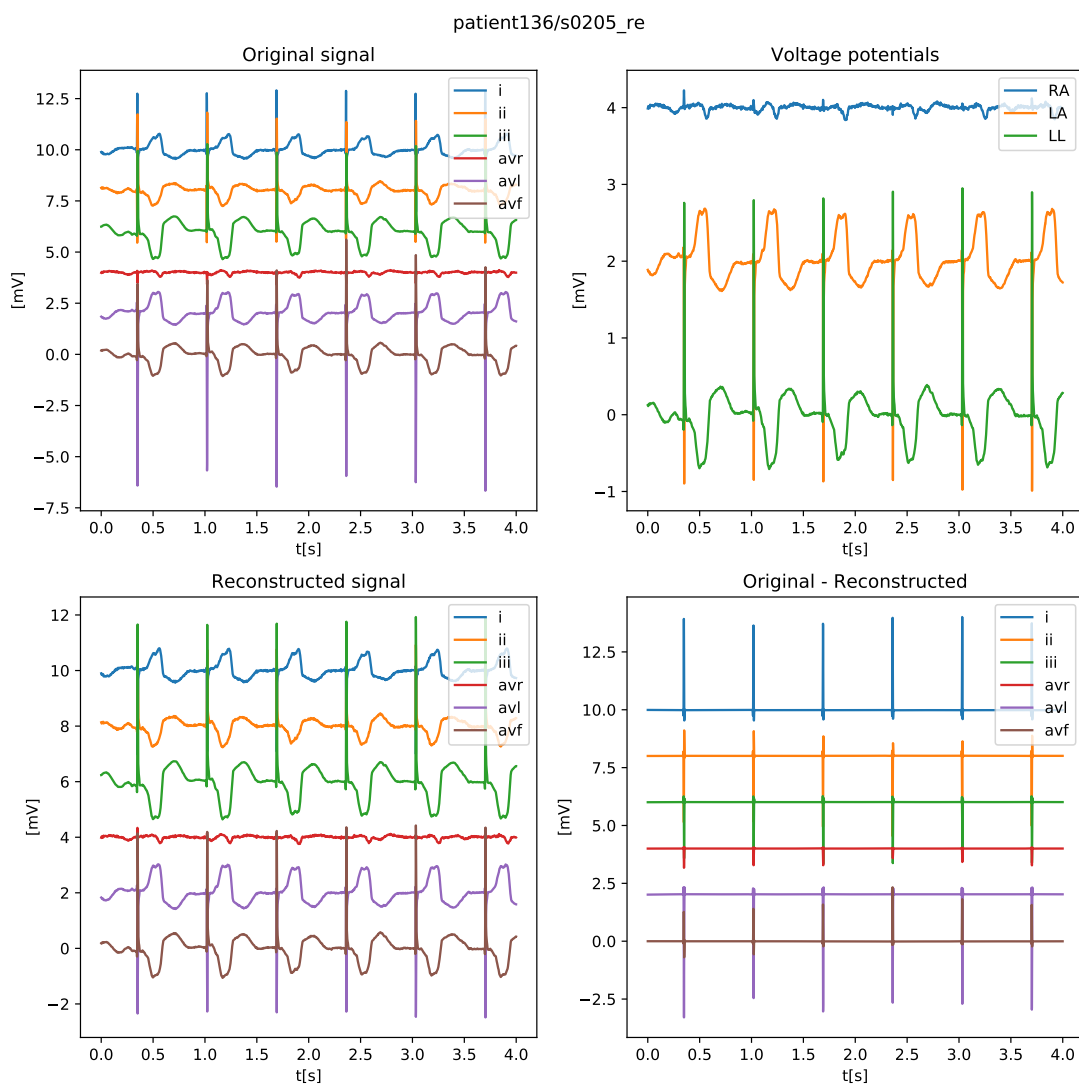 patient136/s0205_re
Original signal
12.5
10.0
7.5
5.0
2.5
0.0
−2.5
−5.0
−7.5
[mV]
i
ii
iii
avr
avl
avf
0.0 0.5 1.0 1.5 2.0 2.5 3.0 3.5 4.0
t[s]
Voltage potentials
4
3
2
1
0
−1
[mV]
RA
LA
LL
0.0 0.5 1.0 1.5 2.0 2.5 3.0 3.5 4.0
t[s]
Reconstructed signal
12
10
8
6
4
2
0
−2
[mV]
i
ii
iii
avr
avl
avf
0.0 0.5 1.0 1.5 2.0 2.5 3.0 3.5 4.0
t[s]
Original - Reconstructed
12.5
10.0
7.5
5.0
2.5
0.0
−2.5
[mV]
i
ii
iii
avr
avl
avf
0.0 0.5 1.0 1.5 2.0 2.5 3.0 3.5 4.0
t[s]